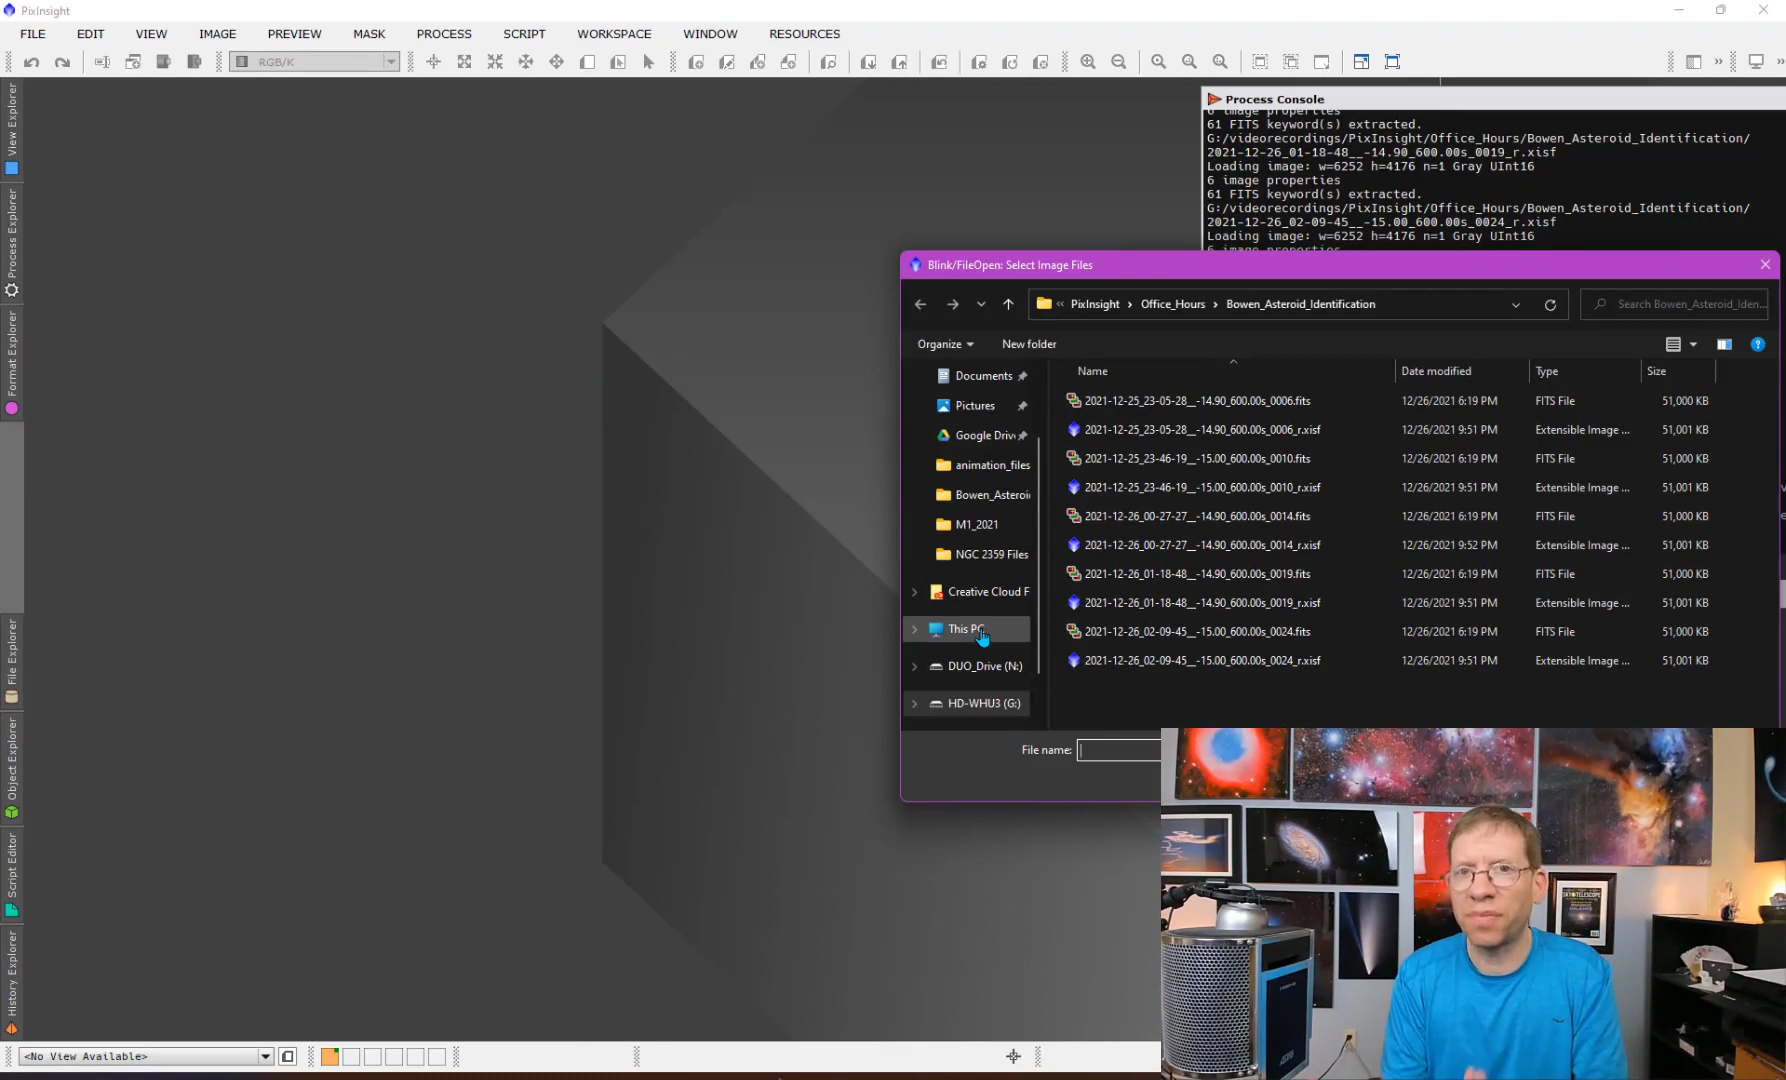 PixInsight
FILE EDIT VIEW IMAGE PREVIEW MASK PROCESS SCRIPT WORKSPACE WINDOW RESOURCES
RGB/K
View Explorer
Process Explorer
Format Explorer
File Explorer
Object Explorer
Script Editor
History Explorer
Process Console
6 image properties
61 FITS keyword(s) extracted.
G:/videorecordings/PixInsight/Office_Hours/Bowen_Asteroid_Identification/
2021-12-26_01-18-48__-14.90_600.00s_0019_r.xisf
Loading image: w=6252 h=4176 n=1 Gray UInt16
6 image properties
61 FITS keyword(s) extracted.
G:/videorecordings/PixInsight/Office_Hours/Bowen_Asteroid_Identification/
2021-12-26_02-09-45__-15.00_600.00s_0024_r.xisf
Loading image: w=6252 h=4176 n=1 Gray UInt16
6 image properties
Blink/FileOpen: Select Image Files
« PixInsight › Office_Hours › Bowen_Asteroid_Identification
Search Bowen_Asteroid_Iden...
Organize New folder
Documents
Pictures
Google Driv
animation_files
Bowen_Asteroi
M1_2021
NGC 2359 Files
Creative Cloud F
This PC
DUO_Drive (N:)
HD-WHU3 (G:)
Name Date modified Type Size
2021-12-25_23-05-28__-14.90_600.00s_0006.fits 12/26/2021 6:19 PM FITS File 51,000 KB
2021-12-25_23-05-28__-14.90_600.00s_0006_r.xisf 12/26/2021 9:51 PM Extensible Image ... 51,001 KB
2021-12-25_23-46-19__-15.00_600.00s_0010.fits 12/26/2021 6:19 PM FITS File 51,000 KB
2021-12-25_23-46-19__-15.00_600.00s_0010_r.xisf 12/26/2021 9:51 PM Extensible Image ... 51,001 KB
2021-12-26_00-27-27__-14.90_600.00s_0014.fits 12/26/2021 6:19 PM FITS File 51,000 KB
2021-12-26_00-27-27__-14.90_600.00s_0014_r.xisf 12/26/2021 9:52 PM Extensible Image ... 51,001 KB
2021-12-26_01-18-48__-14.90_600.00s_0019.fits 12/26/2021 6:19 PM FITS File 51,000 KB
2021-12-26_01-18-48__-14.90_600.00s_0019_r.xisf 12/26/2021 9:51 PM Extensible Image ... 51,001 KB
2021-12-26_02-09-45__-15.00_600.00s_0024.fits 12/26/2021 6:19 PM FITS File 51,000 KB
2021-12-26_02-09-45__-15.00_600.00s_0024_r.xisf 12/26/2021 9:51 PM Extensible Image ... 51,001 KB
File name:
SKY&TELESCOPE
<No View Available>